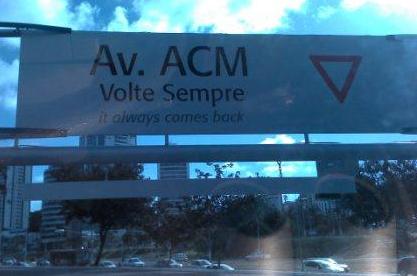 Av. ACM
Volte Sempre
it always comes back